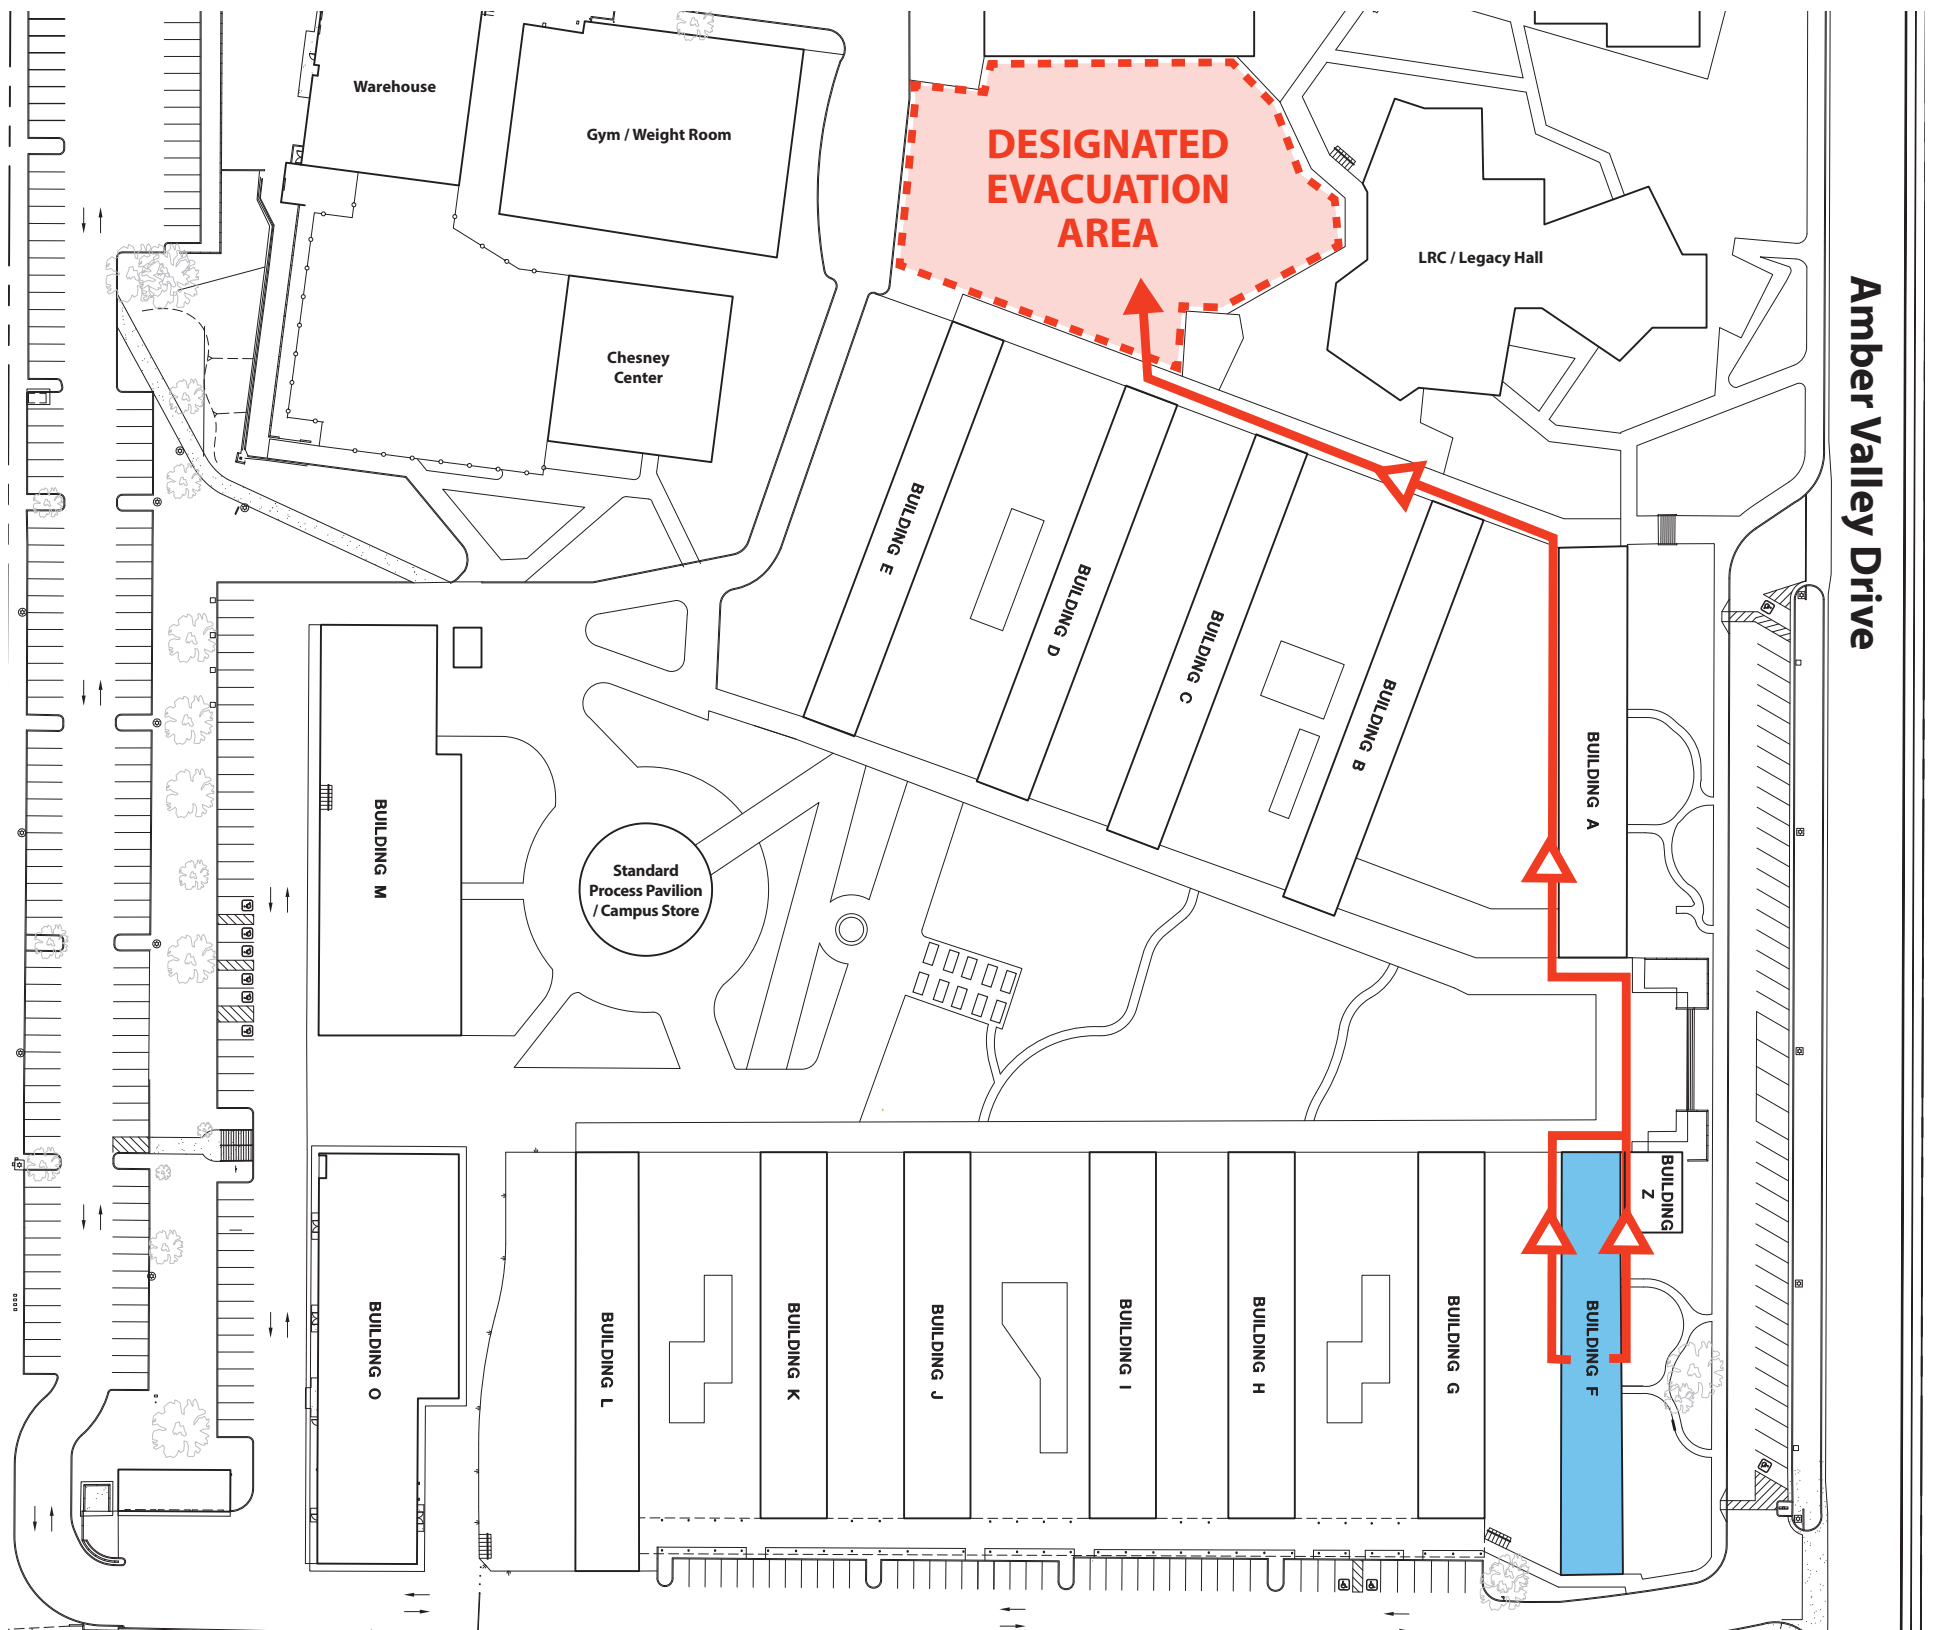 Warehouse
Gym / Weight Room
DESIGNATED
EVACUATION
AREA
LRC / Legacy Hall
Chesney
Center
Amber Valley Drive
BUILDING E
BUILDING D
BUILDING C
BUILDING B
BUILDING A
BUILDING M
Standard
Process Pavilion
/ Campus Store
BUILDING
Z
BUILDING O
BUILDING L
BUILDING K
BUILDING J
BUILDING I
BUILDING H
BUILDING G
BUILDING F